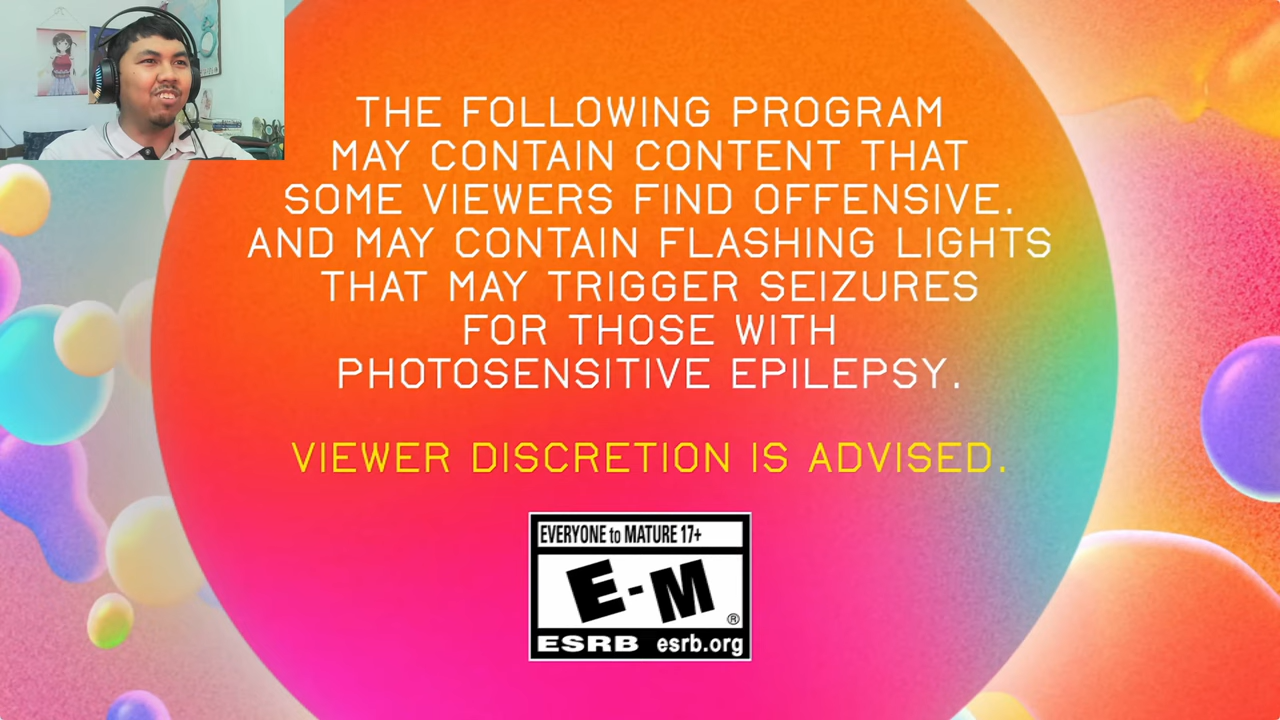 THE FOLLOWING PROGRAM
MAY CONTAIN CONTENT THAT
SOME VIEWERS FIND OFFENSIVE.
AND MAY CONTAIN FLASHING LIGHTS
THAT MAY TRIGGER SEIZURES
FOR THOSE WITH
PHOTOSENSITIVE EPILEPSY.
VIEWER DISCRETION IS ADVISED.
EVERYONE to MATURE 17+
E-M®
ESRB esrb.org